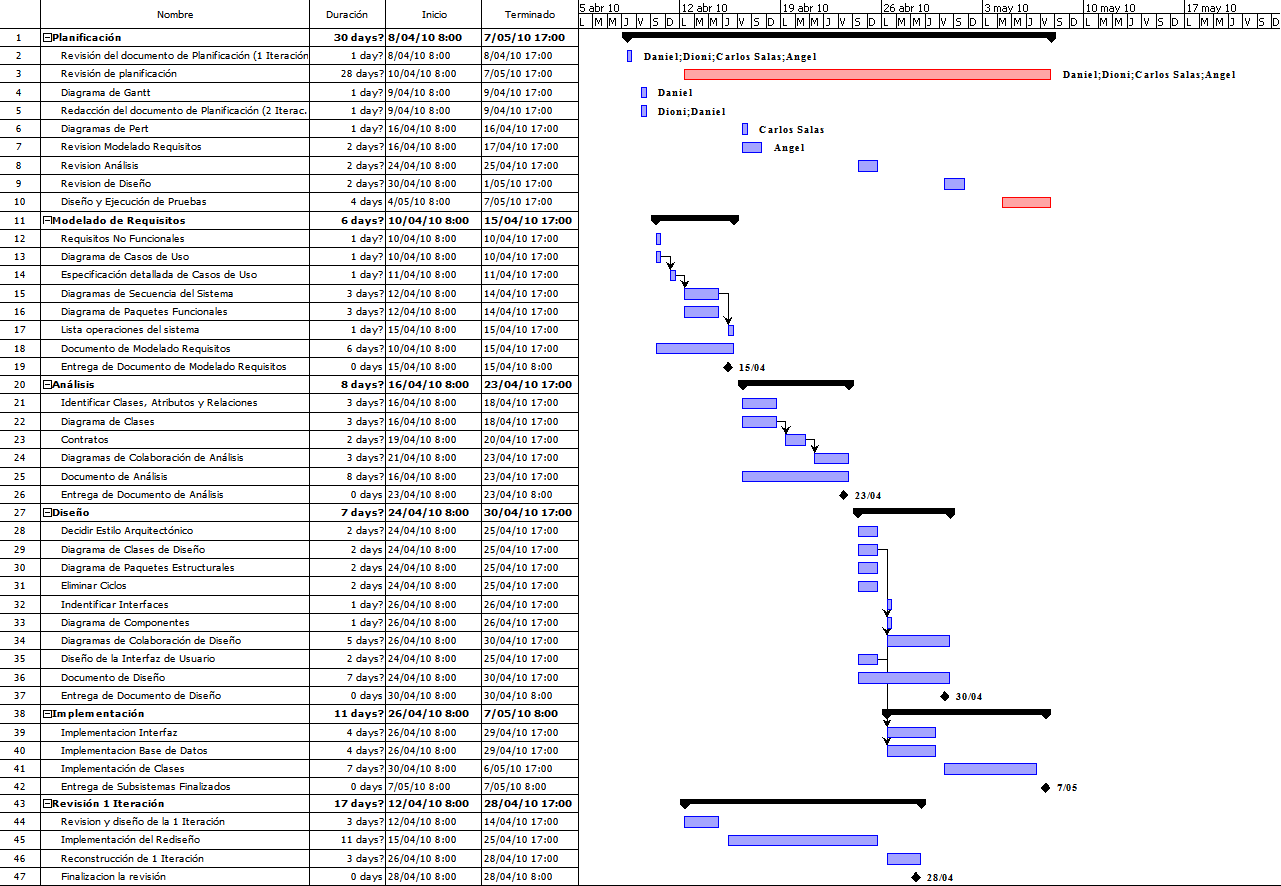 Nombre Duración Inicio Terminado 5 abr 10 12 abr 10 19 abr 10 26 abr 10 3 may 10 10 may 10 17 may 10
L M M J V S D L M M J V S D L M M J V S D L M M J V S D L M M J V S D L M M J V S D L M M J V S D
1 Planificación 30 days? 8/04/10 8:00 7/05/10 17:00
2 Revisión del documento de Planificación (1 Iteración 1 day? 8/04/10 8:00 8/04/10 17:00 Daniel;Dioni;Carlos Salas;Angel
3 Revisión de planificación 28 days? 10/04/10 8:00 7/05/10 17:00 Daniel;Dioni;Carlos Salas;Angel
4 Diagrama de Gantt 1 day? 9/04/10 8:00 9/04/10 17:00 Daniel
5 Redacción del documento de Planificación (2 Iterac. 1 day? 9/04/10 8:00 9/04/10 17:00 Dioni;Daniel
6 Diagramas de Pert 1 day? 16/04/10 8:00 16/04/10 17:00 Carlos Salas
7 Revision Modelado Requisitos 2 days? 16/04/10 8:00 17/04/10 17:00 Angel
8 Revision Análisis 2 days? 24/04/10 8:00 25/04/10 17:00
9 Revision de Diseño 2 days? 30/04/10 8:00 1/05/10 17:00
10 Diseño y Ejecución de Pruebas 4 days 4/05/10 8:00 7/05/10 17:00
11 Modelado de Requisitos 6 days? 10/04/10 8:00 15/04/10 17:00
12 Requisitos No Funcionales 1 day? 10/04/10 8:00 10/04/10 17:00
13 Diagrama de Casos de Uso 1 day? 10/04/10 8:00 10/04/10 17:00
14 Especificación detallada de Casos de Uso 1 day? 11/04/10 8:00 11/04/10 17:00
15 Diagramas de Secuencia del Sistema 3 days? 12/04/10 8:00 14/04/10 17:00
16 Diagrama de Paquetes Funcionales 3 days? 12/04/10 8:00 14/04/10 17:00
17 Lista operaciones del sistema 1 day? 15/04/10 8:00 15/04/10 17:00
18 Documento de Modelado Requisitos 6 days? 10/04/10 8:00 15/04/10 17:00
19 Entrega de Documento de Modelado Requisitos 0 days 15/04/10 8:00 15/04/10 8:00 15/04
20 Análisis 8 days? 16/04/10 8:00 23/04/10 17:00
21 Identificar Clases, Atributos y Relaciones 3 days? 16/04/10 8:00 18/04/10 17:00
22 Diagrama de Clases 3 days? 16/04/10 8:00 18/04/10 17:00
23 Contratos 2 days? 19/04/10 8:00 20/04/10 17:00
24 Diagramas de Colaboración de Análisis 3 days? 21/04/10 8:00 23/04/10 17:00
25 Documento de Análisis 8 days? 16/04/10 8:00 23/04/10 17:00
26 Entrega de Documento de Análisis 0 days 23/04/10 8:00 23/04/10 8:00 23/04
27 Diseño 7 days? 24/04/10 8:00 30/04/10 17:00
28 Decidir Estilo Arquitectónico 2 days? 24/04/10 8:00 25/04/10 17:00
29 Diagrama de Clases de Diseño 2 days 24/04/10 8:00 25/04/10 17:00
30 Diagrama de Paquetes Estructurales 2 days 24/04/10 8:00 25/04/10 17:00
31 Eliminar Ciclos 2 days 24/04/10 8:00 25/04/10 17:00
32 Indentificar Interfaces 1 day? 26/04/10 8:00 26/04/10 17:00
33 Diagrama de Componentes 1 day? 26/04/10 8:00 26/04/10 17:00
34 Diagramas de Colaboración de Diseño 5 days? 26/04/10 8:00 30/04/10 17:00
35 Diseño de la Interfaz de Usuario 2 days? 24/04/10 8:00 25/04/10 17:00
36 Documento de Diseño 7 days? 24/04/10 8:00 30/04/10 17:00
37 Entrega de Documento de Diseño 0 days 30/04/10 8:00 30/04/10 8:00 30/04
38 Implementación 11 days? 26/04/10 8:00 7/05/10 8:00
39 Implementacion Interfaz 4 days? 26/04/10 8:00 29/04/10 17:00
40 Implementacion Base de Datos 4 days? 26/04/10 8:00 29/04/10 17:00
41 Implementación de Clases 7 days? 30/04/10 8:00 6/05/10 17:00
42 Entrega de Subsistemas Finalizados 0 days 7/05/10 8:00 7/05/10 8:00 7/05
43 Revisión 1 Iteración 17 days? 12/04/10 8:00 28/04/10 17:00
44 Revision y diseño de la 1 Iteración 3 days? 12/04/10 8:00 14/04/10 17:00
45 Implementación del Rediseño 11 days? 15/04/10 8:00 25/04/10 17:00
46 Reconstrucción de 1 Iteración 3 days? 26/04/10 8:00 28/04/10 17:00
47 Finalizacion la revisión 0 days 28/04/10 8:00 28/04/10 8:00 28/04